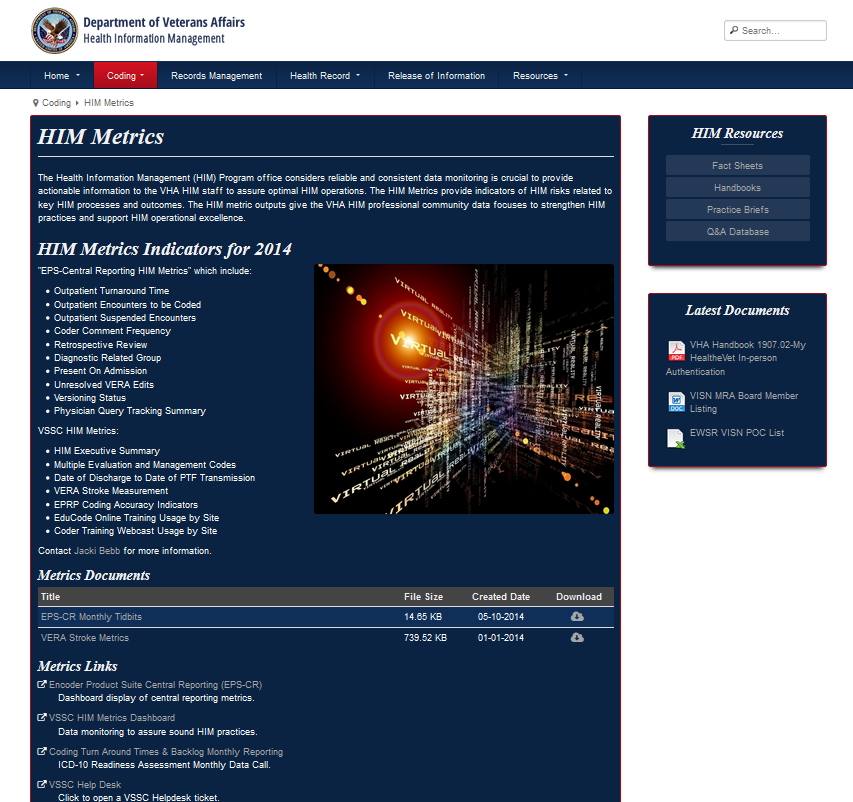 Department of Veterans Affairs
Health Information Management
Search...
Home
Coding
Records Management
Health Record
Release of Information
Resources
Coding
HIM Metrics
HIM Metrics
The Health Information Management (HIM) Program office considers reliable and consistent data monitoring is crucial to provide
actionable information to the VHA HIM staff to assure optimal HIM operations. The HIM Metrics provide indicators of HIM risks related to
key HIM processes and outcomes. The HIM metric outputs give the VHA HIM professional community data focuses to strengthen HIM
practices and support HIM operational excellence.
HIM Metrics Indicators for 2014
"EPS-Central Reporting HIM Metrics" which include:
Outpatient Turnaround Time
Outpatient Encounters to be Coded
Outpatient Suspended Encounters
Coder Comment Frequency
Retrospective Review
Diagnostic Related Group
Present On Admission
Unresolved VERA Edits
Versioning Status
Physician Query Tracking Summary
VIRTUAL REALITY
VIRTUAL REALITY
VSSC HIM Metrics:
HIM Executive Summary
Multiple Evaluation and Management Codes
Date of Discharge to Date of PTF Transmission
VERA Stroke Measurement
EPRP Coding Accuracy Indicators
EduCode Online Training Usage by Site
Coder Training Webcast Usage by Site
Contact Jacki Bebb for more information.
Metrics Documents
Title File Size Created Date Download
EPS-CR Monthly Tidbits 14.65 KB 05-10-2014
VERA Stroke Metrics 739.52 KB 01-01-2014
Metrics Links
Encoder Product Suite Central Reporting (EPS-CR)
Dashboard display of central reporting metrics.
VSSC HIM Metrics Dashboard
Data monitoring to assure sound HIM practices.
Coding Turn Around Times & Backlog Monthly Reporting
ICD-10 Readiness Assessment Monthly Data Call.
VSSC Help Desk
Click to open a VSSC Helpdesk ticket.
HIM Resources
Fact Sheets
Handbooks
Practice Briefs
Q&A Database
Latest Documents
PDF
VHA Handbook 1907.02-My
HealtheVet In-person
Authentication
DOC
VISN MRA Board Member
Listing
EWSR VISN POC List